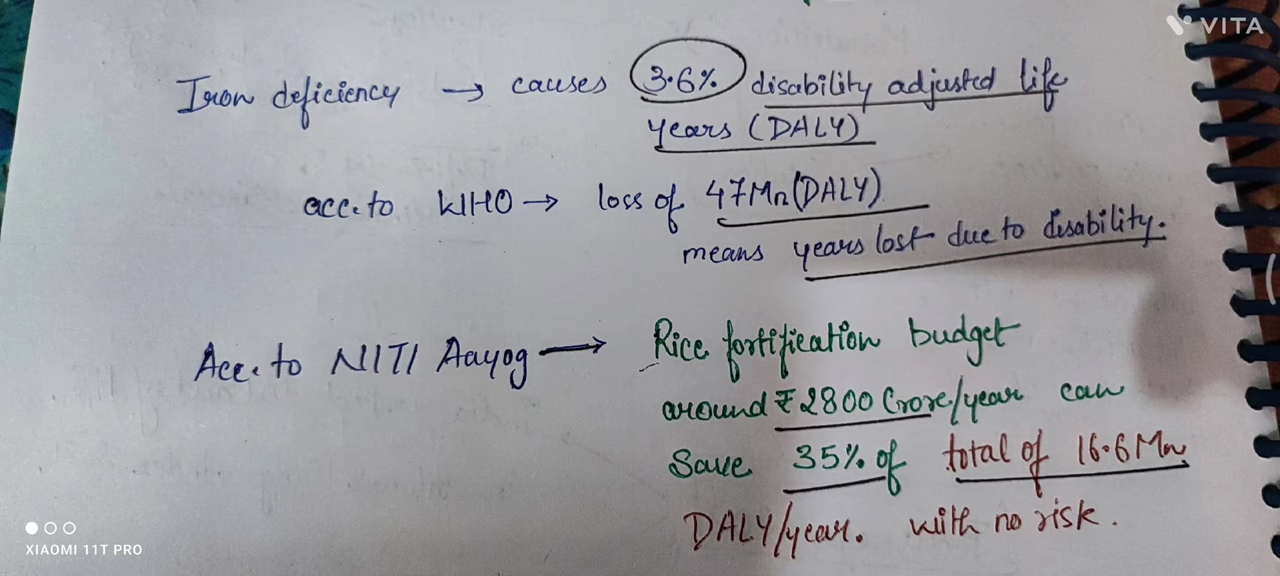 VITA
Iron deficiency → causes 3.6% disability adjusted life
years (DALY)
acc. to WHO → loss of 47Mn(DALY)
means years lost due to disability.
Acc. to NITI Aayog → Rice fortification budget
around ₹2800 Crore/year can
Save 35% of total of 16.6 Mn
DALY/year. with no risk.
XIAOMI 11T PRO